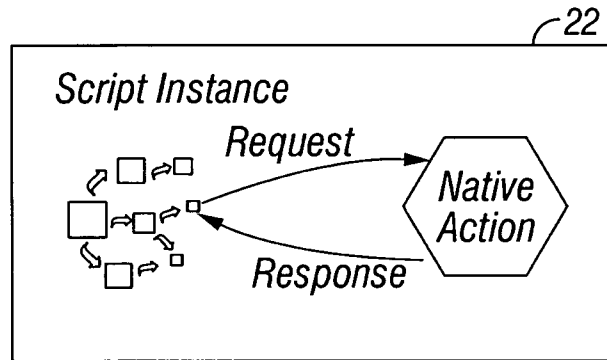 22
Script Instance
Request
Native
Action
Response